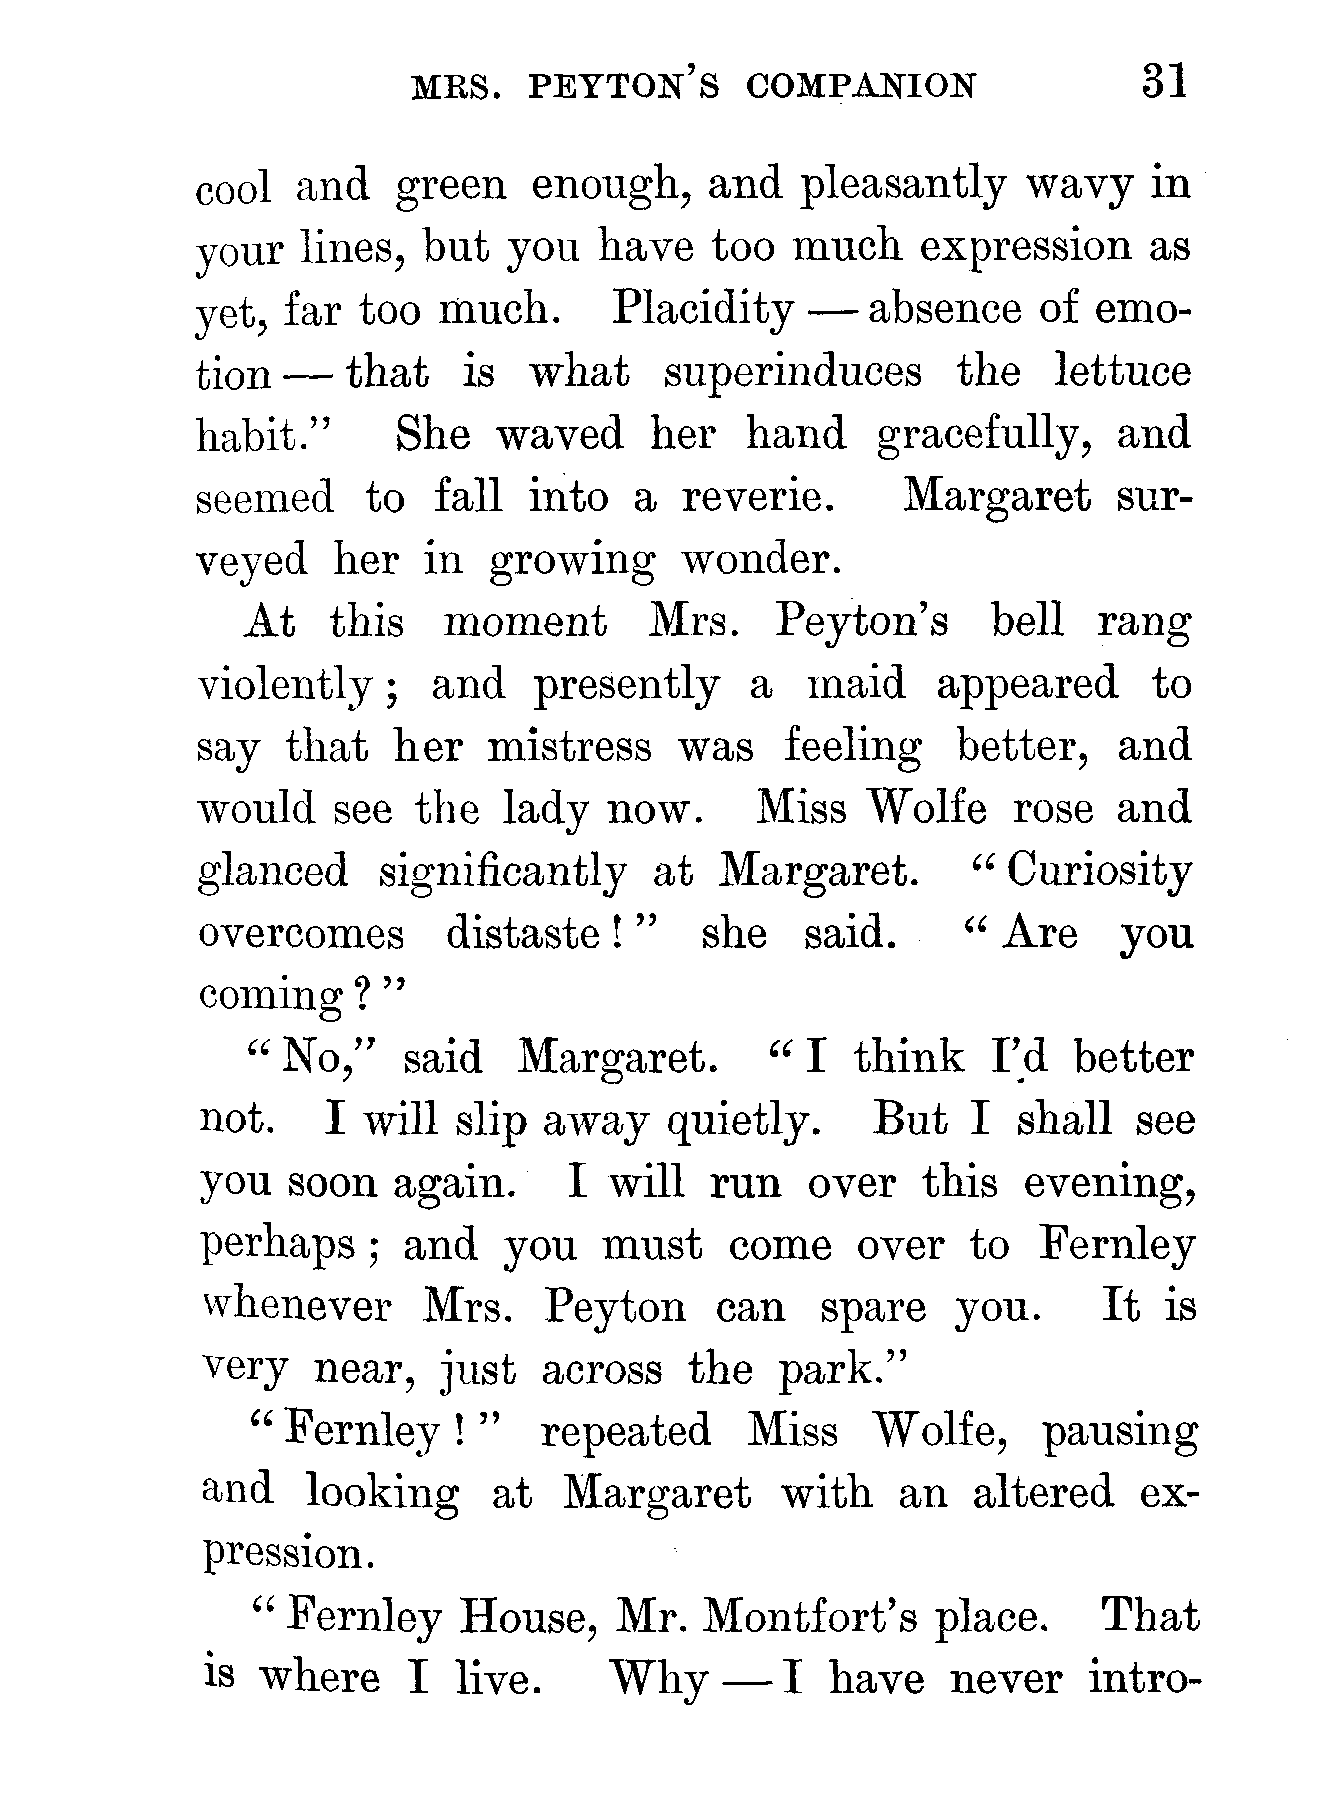 MRS. PEYTON'S COMPANION 31
cool and green enough, and pleasantly wavy in
your lines, but you have too much expression as
yet, far too much. Placidity — absence of emo-
tion — that is what superinduces the lettuce
habit." She waved her hand gracefully, and
seemed to fall into a reverie. Margaret sur-
veyed her in growing wonder.
At this moment Mrs. Peyton's bell rang
violently; and presently a maid appeared to
say that her mistress was feeling better, and
would see the lady now. Miss Wolfe rose and
glanced significantly at Margaret. "Curiosity
overcomes distaste!" she said. "Are you
coming?"
"No," said Margaret. "I think I'd better
not. I will slip away quietly. But I shall see
you soon again. I will run over this evening,
perhaps; and you must come over to Fernley
whenever Mrs. Peyton can spare you. It is
very near, just across the park."
"Fernley!" repeated Miss Wolfe, pausing
and looking at Margaret with an altered ex-
pression.
"Fernley House, Mr. Montfort's place. That
is where I live. Why — I have never intro-